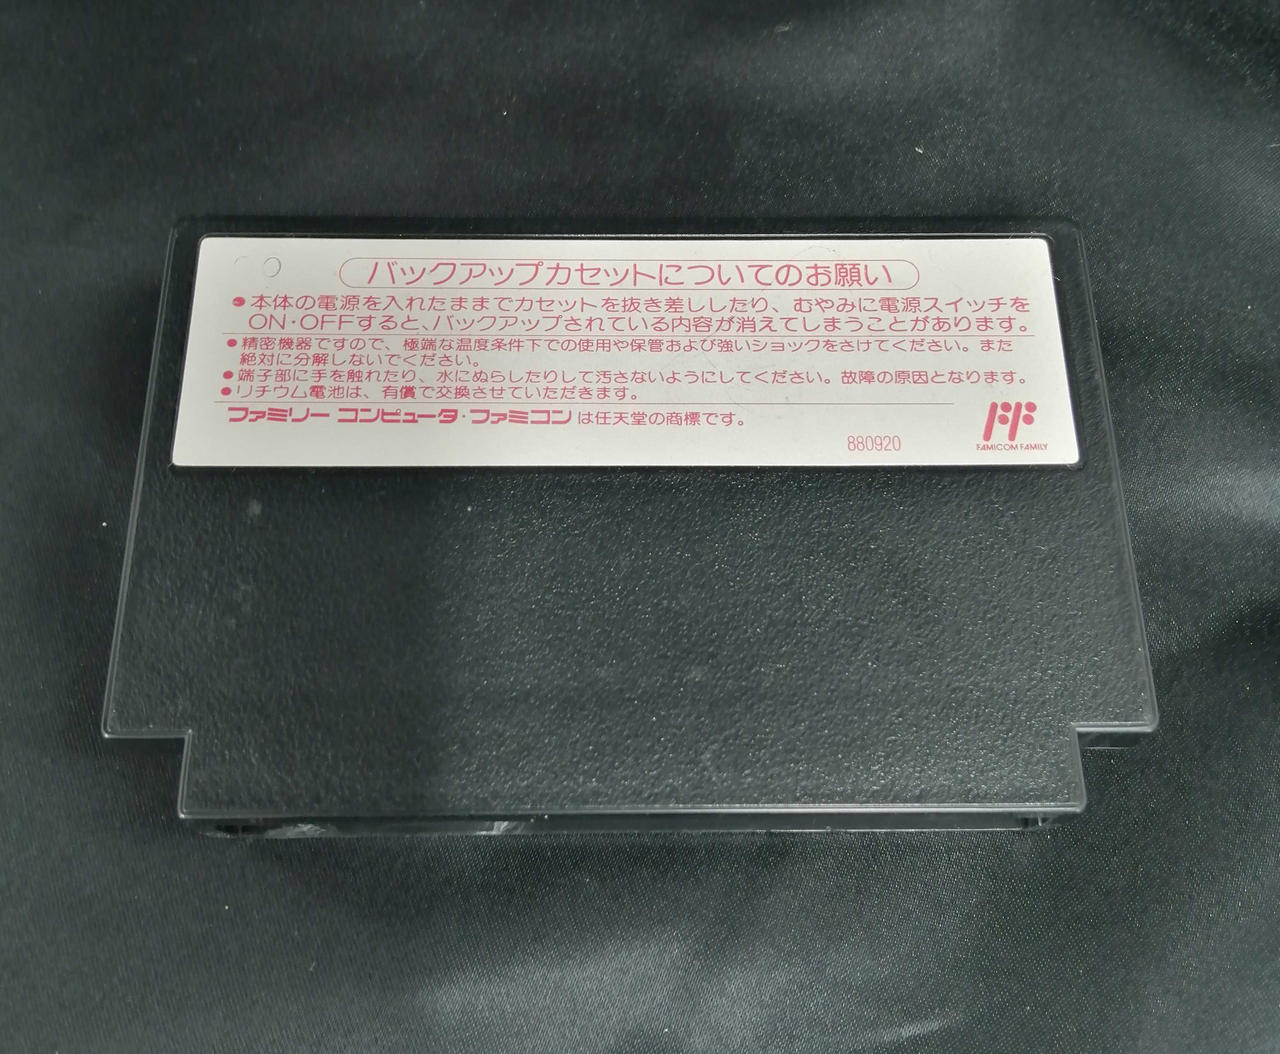 バックアップカセットについてのお願い
●本体の電源を入れたままでカセットを抜き差ししたり、むやみに電源スイッチを
ON・OFFすると、バックアップされている内容が消えてしまうことがあります。
●精密機器ですので、極端な温度条件下での使用や保管および強いショックをさけてください。また
絶対に分解しないでください。
●端子部に手を触れたり、水にぬらしたりして汚さないようにしてください。故障の原因となります。
●リチウム電池は、有償で交換させていただきます。
ファミリーコンピュータ・ファミコンは任天堂の商標です。
880920
FAMICOM FAMILY